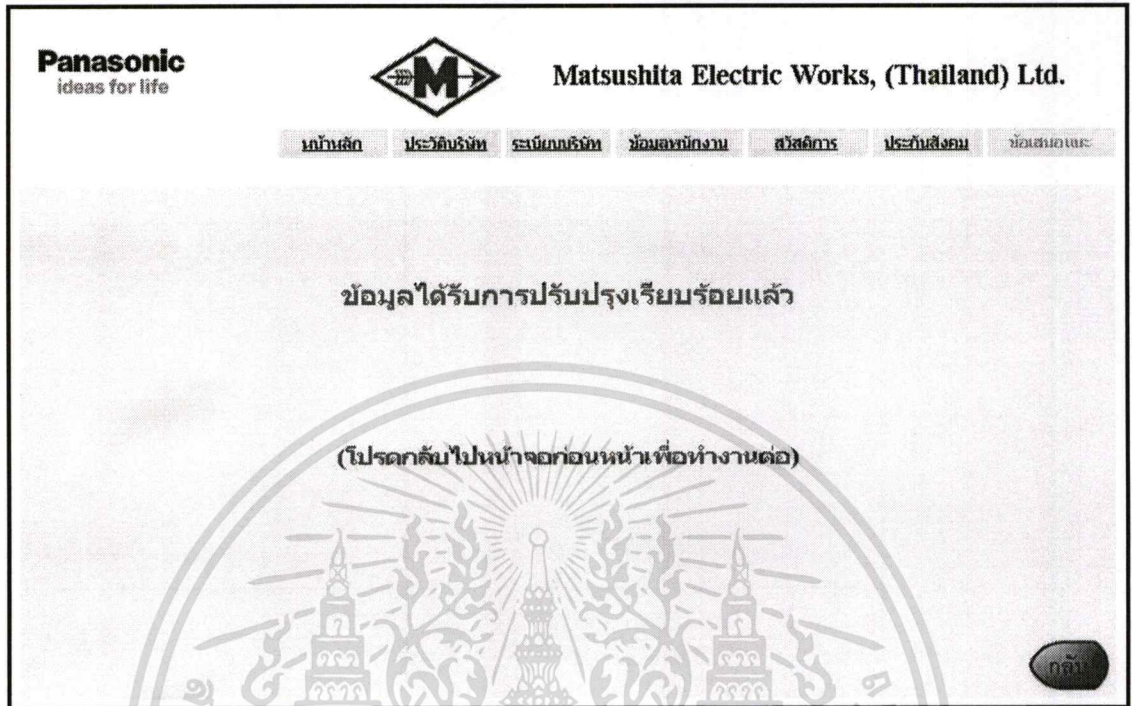 Panasonic
ideas for life
M
Matsushita Electric Works, (Thailand) Ltd.
หน้าหลัก ประวัติบริษัท ระเบียบบริษัท ข้อมูลพนักงาน สวัสดิการ ประกันสังคม ข้อเสนอแนะ
ข้อมูลได้รับการปรับปรุงเรียบร้อยแล้ว
(โปรดกลับไปหน้าจอก่อนหน้าเพื่อทำงานต่อ)
กลับ